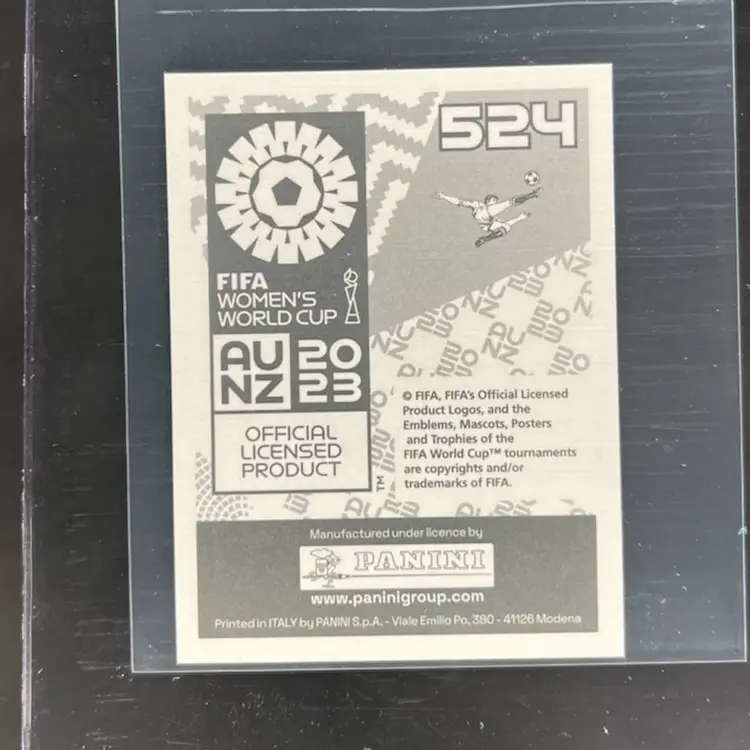 524
FIFA
WOMEN'S
WORLD CUP
AU 20
NZ 23
OFFICIAL
LICENSED
PRODUCT
TM
© FIFA, FIFA's Official Licensed
Product Logos, and the
Emblems, Mascots, Posters
and Trophies of the
FIFA World Cup™ tournaments
are copyrights and/or
trademarks of FIFA.
Manufactured under licence by
PANINI
www.paninigroup.com
Printed in ITALY by PANINI S.p.A. - Viale Emilio Po, 380 - 41126 Modena